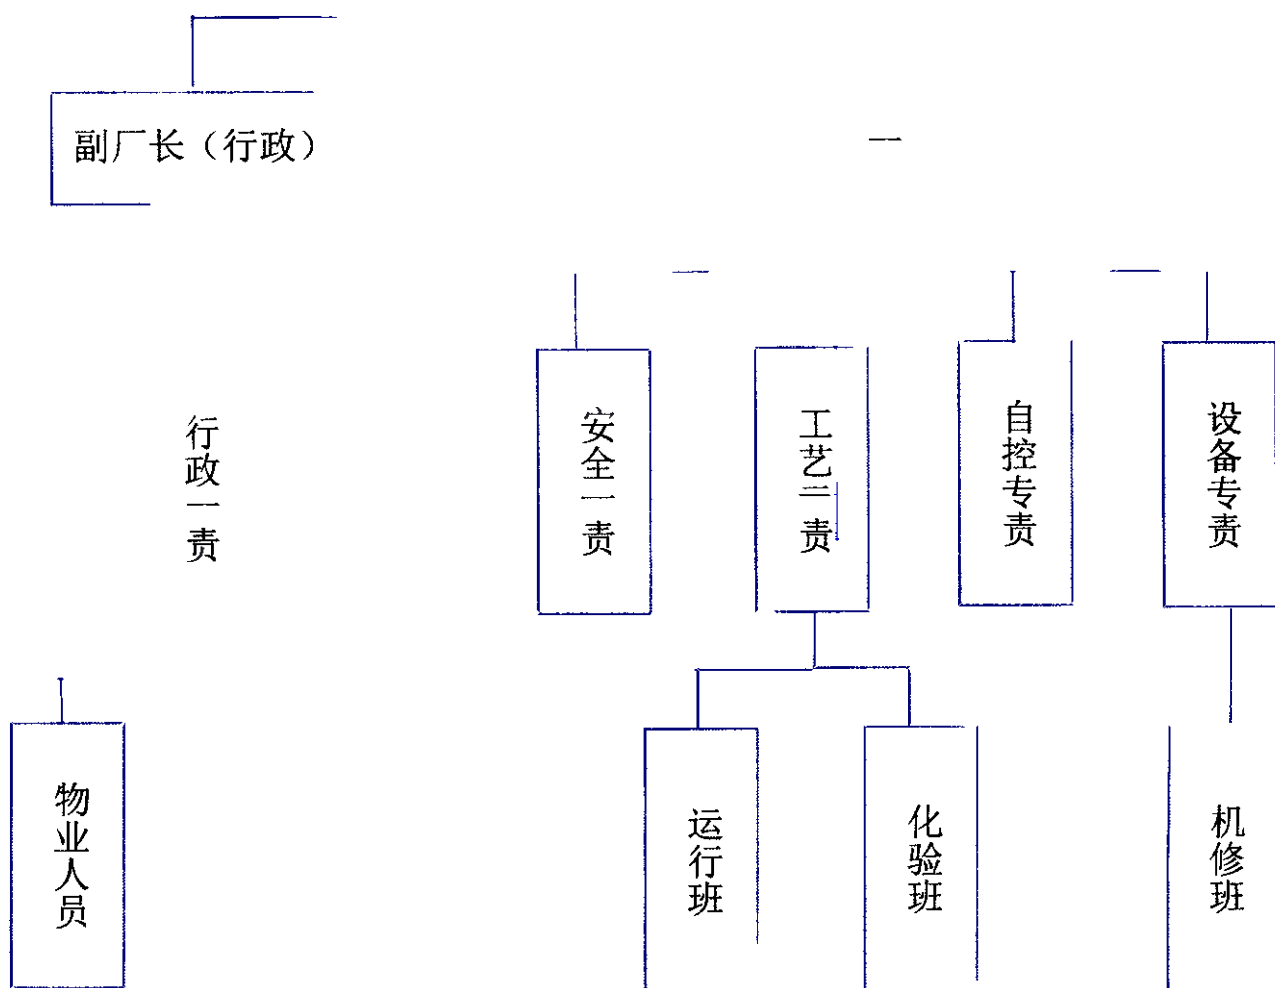 副厂长（行政）
一
行政一责
安全一责
工艺二责
自控专责
设备专责
物业人员
运行班
化验班
机修班